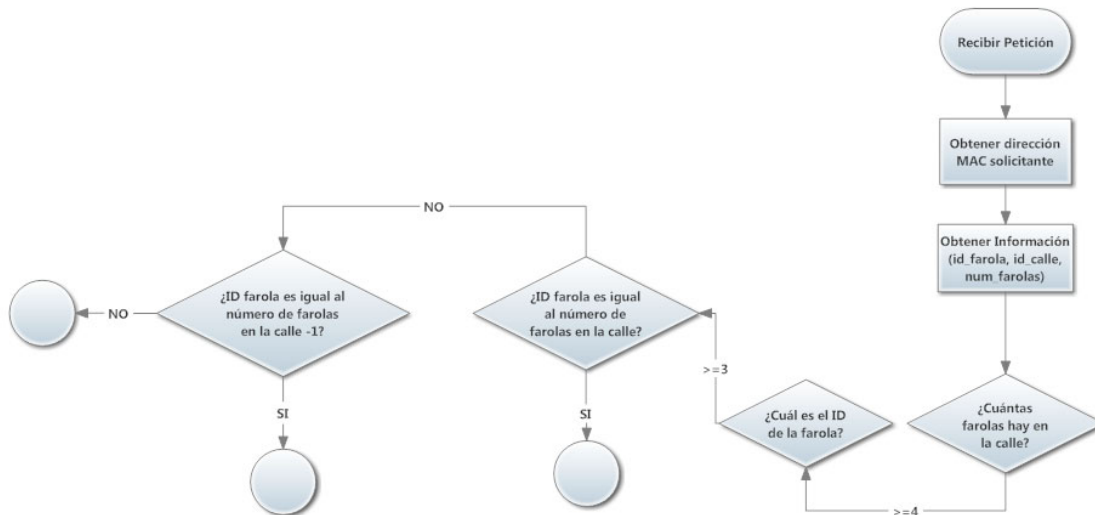 Recibir Petición
Obtener dirección
MAC solicitante
Obtener Información
(id_farola, id_calle,
num_farolas)
¿Cuántas
farolas hay en
la calle?
>=4
¿Cuál es el ID
de la farola?
>=3
¿ID farola es igual
al número de
farolas en la calle?
SI
NO
¿ID farola es igual al
número de farolas
en la calle -1?
SI
NO